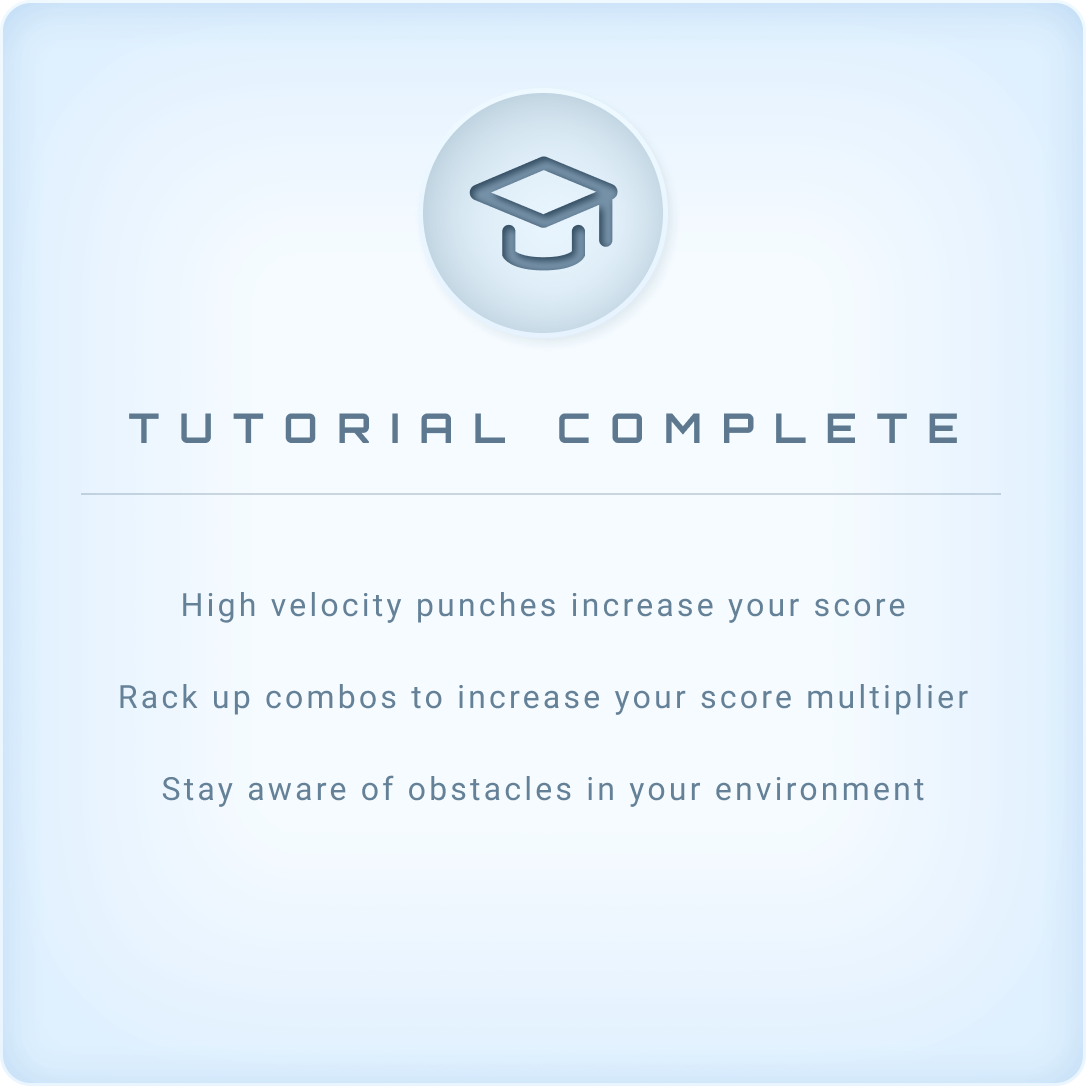 TUTORIAL COMPLETE
High velocity punches increase your score
Rack up combos to increase your score multiplier
Stay aware of obstacles in your environment